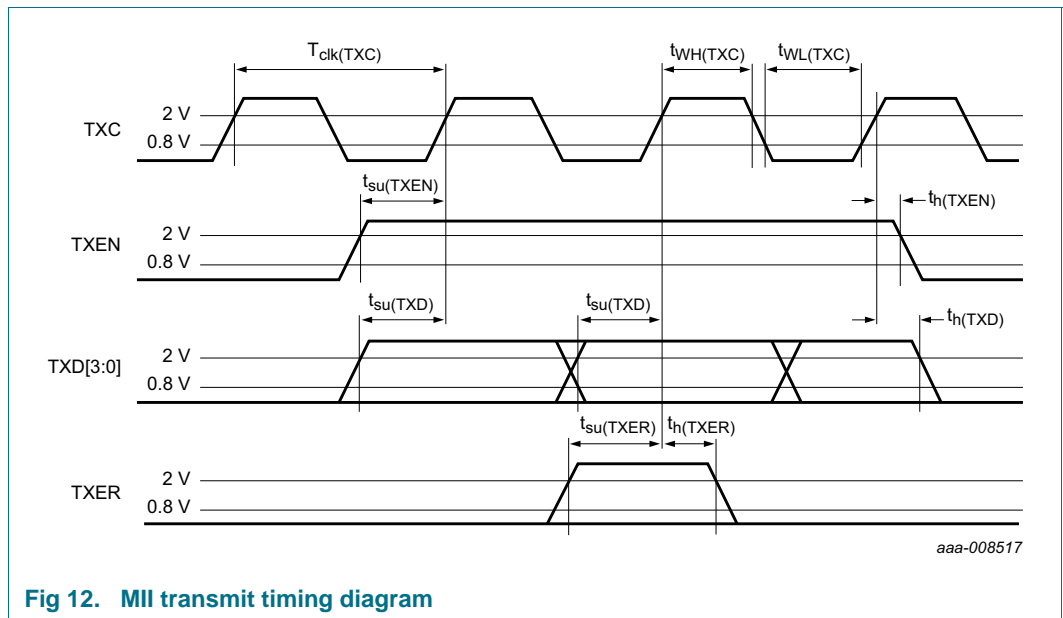 Tclk(TXC)
tWH(TXC)
tWL(TXC)
TXC
2 V
0.8 V
tsu(TXEN)
th(TXEN)
TXEN
2 V
0.8 V
tsu(TXD)
tsu(TXD)
th(TXD)
TXD[3:0]
2 V
0.8 V
tsu(TXER)
th(TXER)
TXER
2 V
0.8 V
aaa-008517
Fig 12. MII transmit timing diagram